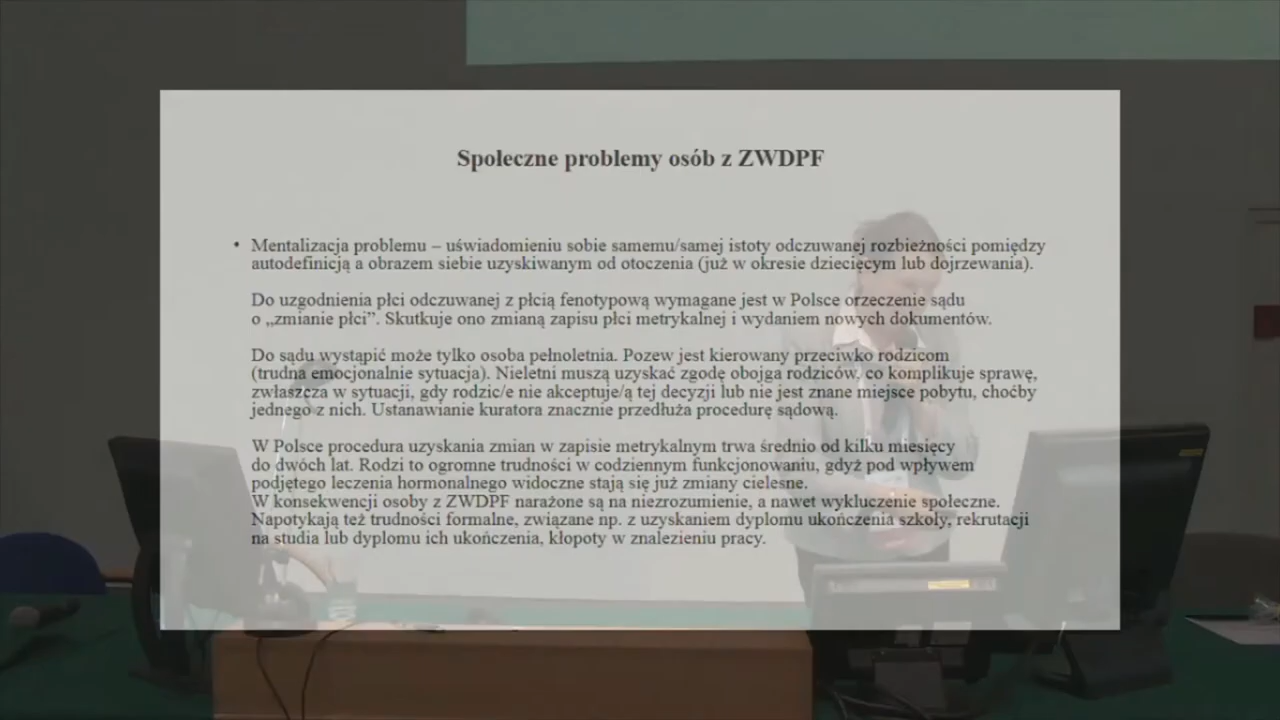 Społeczne problemy osób z ZWDPF
• Mentalizacja problemu – uświadomieniu sobie samemu/samej istoty odczuwanej rozbieżności pomiędzy
autodefinicją a obrazem siebie uzyskiwanym od otoczenia (już w okresie dziecięcym lub dojrzewania).
Do uzgodnienia płci odczuwanej z płcią fenotypową wymagane jest w Polsce orzeczenie sądu
o „zmianie płci”. Skutkuje ono zmianą zapisu płci metrykalnej i wydaniem nowych dokumentów.
Do sądu wystąpić może tylko osoba pełnoletnia. Pozew jest kierowany przeciwko rodzicom
(trudna emocjonalnie sytuacja). Nieletni muszą uzyskać zgodę obojga rodziców, co komplikuje sprawę,
zwłaszcza w sytuacji, gdy rodzic/e nie akceptuje/ą tej decyzji lub nie jest znane miejsce pobytu, choćby
jednego z nich. Ustanawianie kuratora znacznie przedłuża procedurę sądową.
W Polsce procedura uzyskania zmian w zapisie metrykalnym trwa średnio od kilku miesięcy
do dwóch lat. Rodzi to ogromne trudności w codziennym funkcjonowaniu, gdyż pod wpływem
podjętego leczenia hormonalnego widoczne stają się już zmiany cielesne.
W konsekwencji osoby z ZWDPF narażone są na niezrozumienie, a nawet wykluczenie społeczne.
Napotykają też trudności formalne, związane np. z uzyskaniem dyplomu ukończenia szkoły, rekrutacji
na studia lub dyplomu ich ukończenia, kłopoty w znalezieniu pracy.